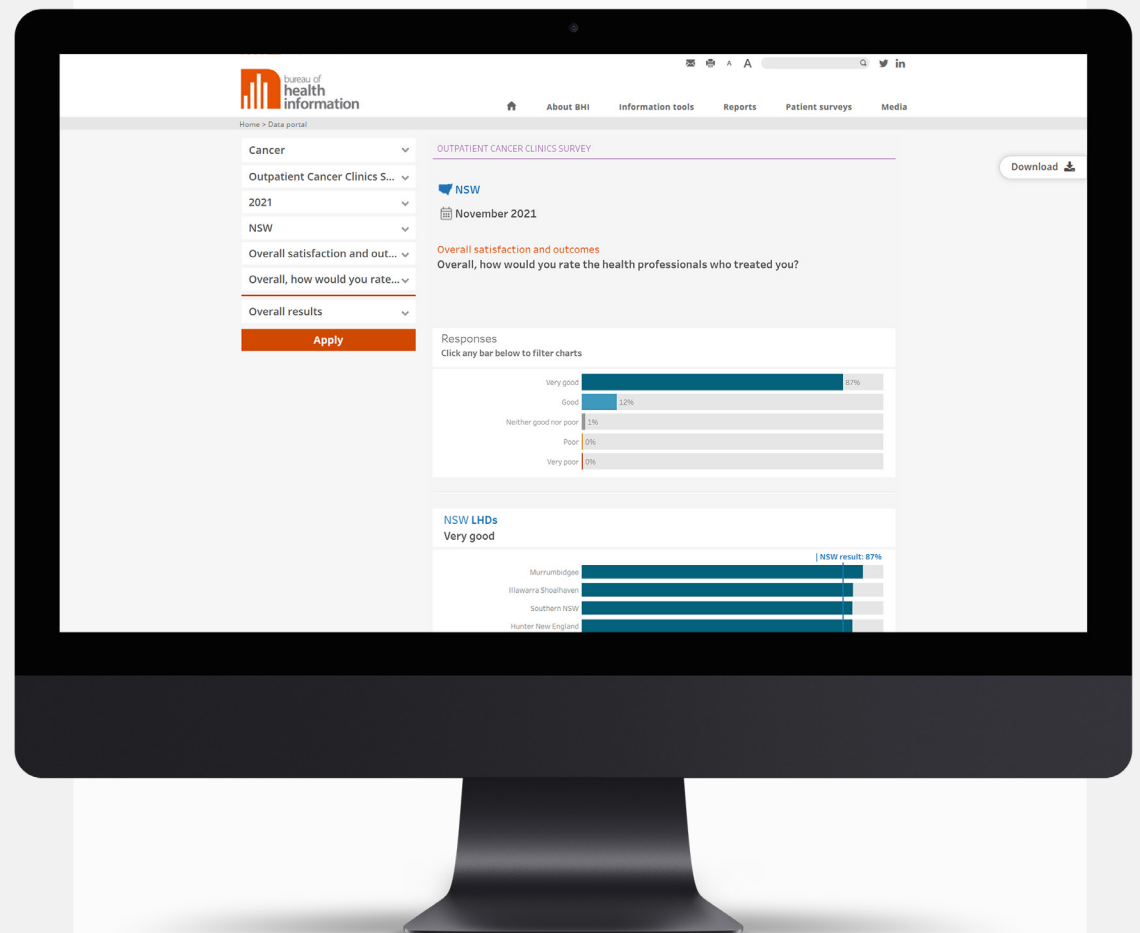 bureau of
health
information
A A
in
About BHI Information tools Reports Patient surveys Media
Home > Data portal
Cancer
Outpatient Cancer Clinics S...
2021
NSW
Overall satisfaction and out...
Overall, how would you rate...
Overall results
Apply
OUTPATIENT CANCER CLINICS SURVEY
Download
NSW
November 2021
Overall satisfaction and outcomes
Overall, how would you rate the health professionals who treated you?
Responses
Click any bar below to filter charts
Very good 87%
Good 12%
Neither good nor poor 1%
Poor 0%
Very poor 0%
NSW LHDs
Very good
| NSW result: 87%
Murrumbidgee
Illawarra Shoalhaven
Southern NSW
Hunter New England